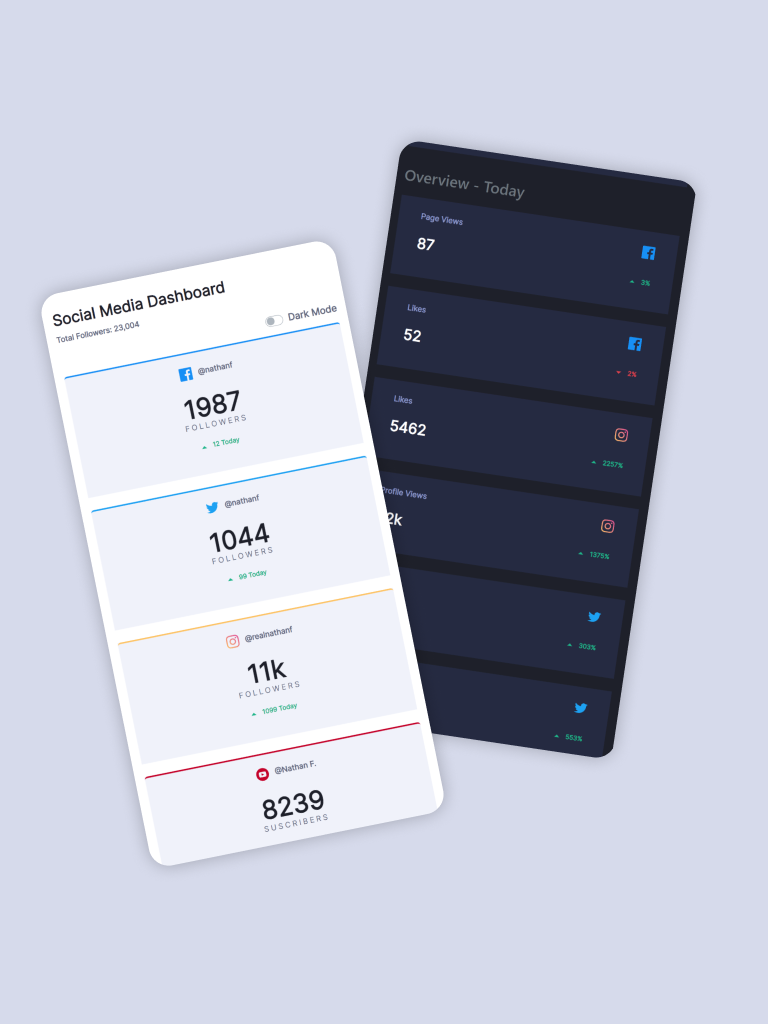 Social Media Dashboard
Total Followers: 23,004
Dark Mode
@nathanf
1987
FOLLOWERS
12 Today
@nathanf
1044
FOLLOWERS
99 Today
@realnathanf
11k
FOLLOWERS
1099 Today
@Nathan F.
8239
SUSCRIBERS
Overview - Today
Page Views
87
3%
Likes
52
2%
Likes
5462
2257%
Profile Views
2k
1375%
303%
553%